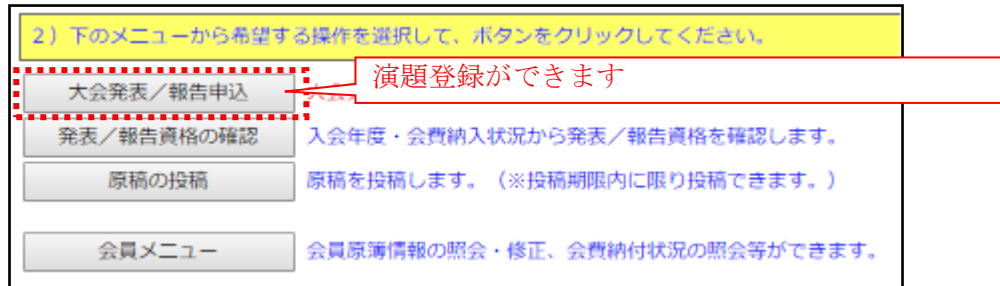 2）下のメニューから希望する操作を選択して、ボタンをクリックしてください。
演題登録ができます
大会発表／報告申込
発表／報告資格の確認 入会年度・会費納入状況から発表／報告資格を確認します。
原稿の投稿 原稿を投稿します。（※投稿期限内に限り投稿できます。）
会員メニュー 会員原簿情報の照会・修正、会費納付状況の照会等ができます。